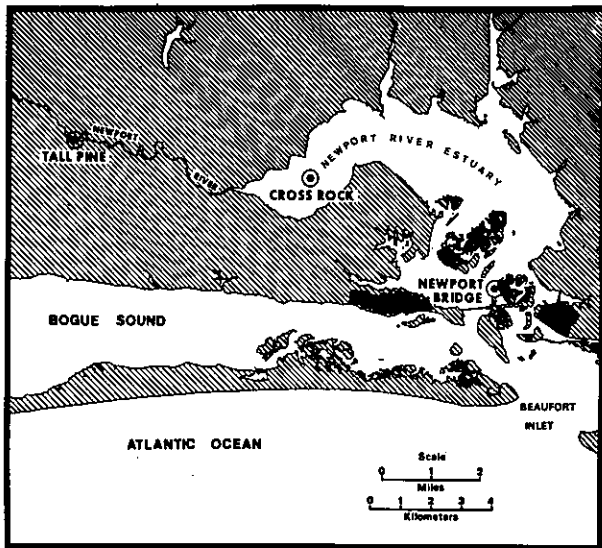 NEWPORT
TALL PINE
RIVER
NEWPORT RIVER ESTUARY
CROSS ROCK
NEWPORT
BRIDGE
BOGUE SOUND
BEAUFORT
INLET
ATLANTIC OCEAN
Scale
0 1 2
Miles
0 1 2 3 4
Kilometers